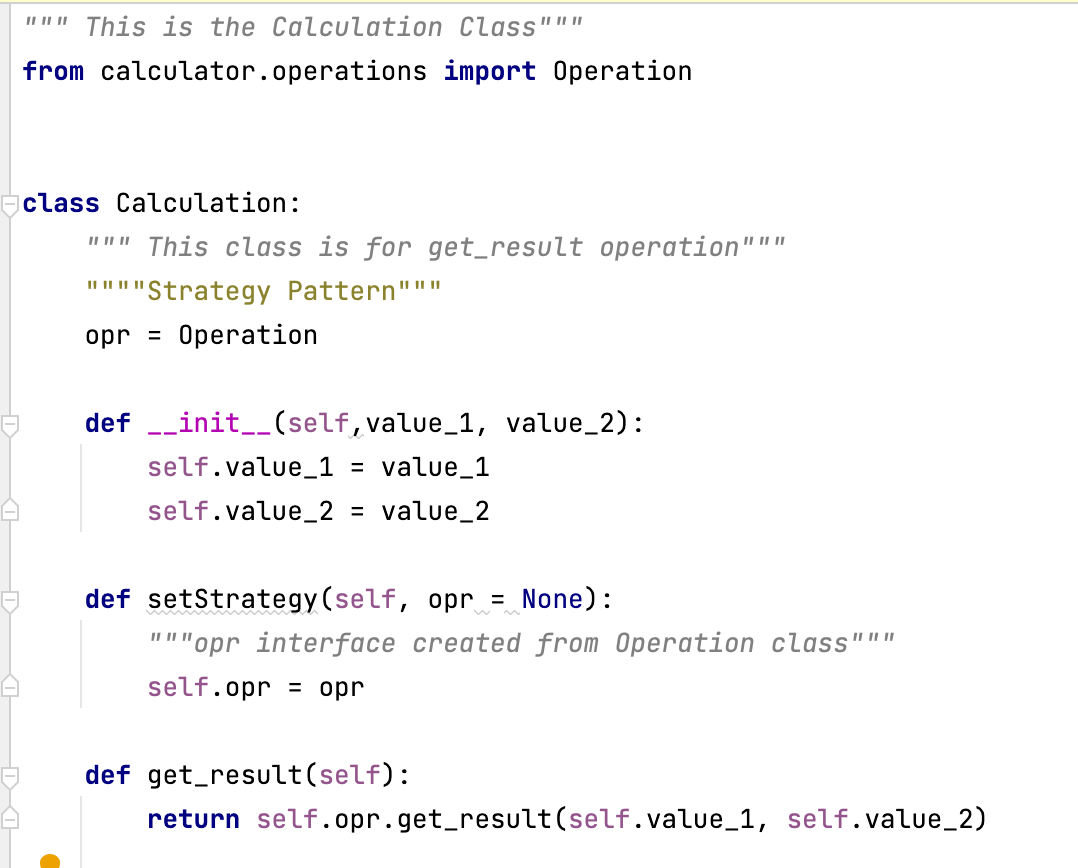 """ This is the Calculation Class"""
from calculator.operations import Operation
class Calculation:
    """ This class is for get_result operation"""
    """"Strategy Pattern"""
    opr = Operation
    def __init__(self,value_1, value_2):
        self.value_1 = value_1
        self.value_2 = value_2
    def setStrategy(self, opr = None):
        """opr interface created from Operation class"""
        self.opr = opr
    def get_result(self):
        return self.opr.get_result(self.value_1, self.value_2)